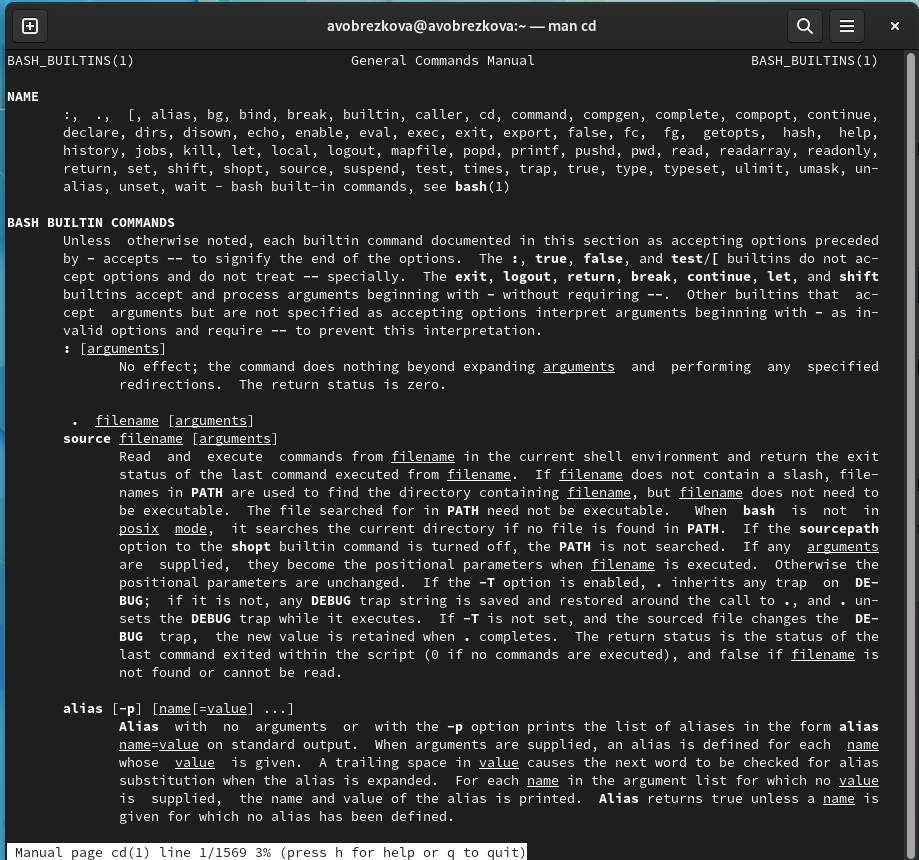 avobrezkova@avobrezkova:~ — man cd
BASH_BUILTINS(1) General Commands Manual BASH_BUILTINS(1)
NAME
:, ., [, alias, bg, bind, break, builtin, caller, cd, command, compgen, complete, compopt, continue,
declare, dirs, disown, echo, enable, eval, exec, exit, export, false, fc, fg, getopts, hash, help,
history, jobs, kill, let, local, logout, mapfile, popd, printf, pushd, pwd, read, readarray, readonly,
return, set, shift, shopt, source, suspend, test, times, trap, true, type, typeset, ulimit, umask, un-
alias, unset, wait - bash built-in commands, see bash(1)
BASH BUILTIN COMMANDS
Unless otherwise noted, each builtin command documented in this section as accepting options preceded
by - accepts -- to signify the end of the options. The :, true, false, and test/[ builtins do not ac-
cept options and do not treat -- specially. The exit, logout, return, break, continue, let, and shift
builtins accept and process arguments beginning with - without requiring --. Other builtins that ac-
cept arguments but are not specified as accepting options interpret arguments beginning with - as in-
valid options and require -- to prevent this interpretation.
: [arguments]
No effect; the command does nothing beyond expanding arguments and performing any specified
redirections. The return status is zero.
. filename [arguments]
source filename [arguments]
Read and execute commands from filename in the current shell environment and return the exit
status of the last command executed from filename. If filename does not contain a slash, file-
names in PATH are used to find the directory containing filename, but filename does not need to
be executable. The file searched for in PATH need not be executable. When bash is not in
posix mode, it searches the current directory if no file is found in PATH. If the sourcepath
option to the shopt builtin command is turned off, the PATH is not searched. If any arguments
are supplied, they become the positional parameters when filename is executed. Otherwise the
positional parameters are unchanged. If the -T option is enabled, . inherits any trap on DE-
BUG; if it is not, any DEBUG trap string is saved and restored around the call to ., and . un-
sets the DEBUG trap while it executes. If -T is not set, and the sourced file changes the DE-
BUG trap, the new value is retained when . completes. The return status is the status of the
last command exited within the script (0 if no commands are executed), and false if filename is
not found or cannot be read.
alias [-p] [name[=value] ...]
Alias with no arguments or with the -p option prints the list of aliases in the form alias
name=value on standard output. When arguments are supplied, an alias is defined for each name
whose value is given. A trailing space in value causes the next word to be checked for alias
substitution when the alias is expanded. For each name in the argument list for which no value
is supplied, the name and value of the alias is printed. Alias returns true unless a name is
given for which no alias has been defined.
Manual page cd(1) line 1/1569 3% (press h for help or q to quit)